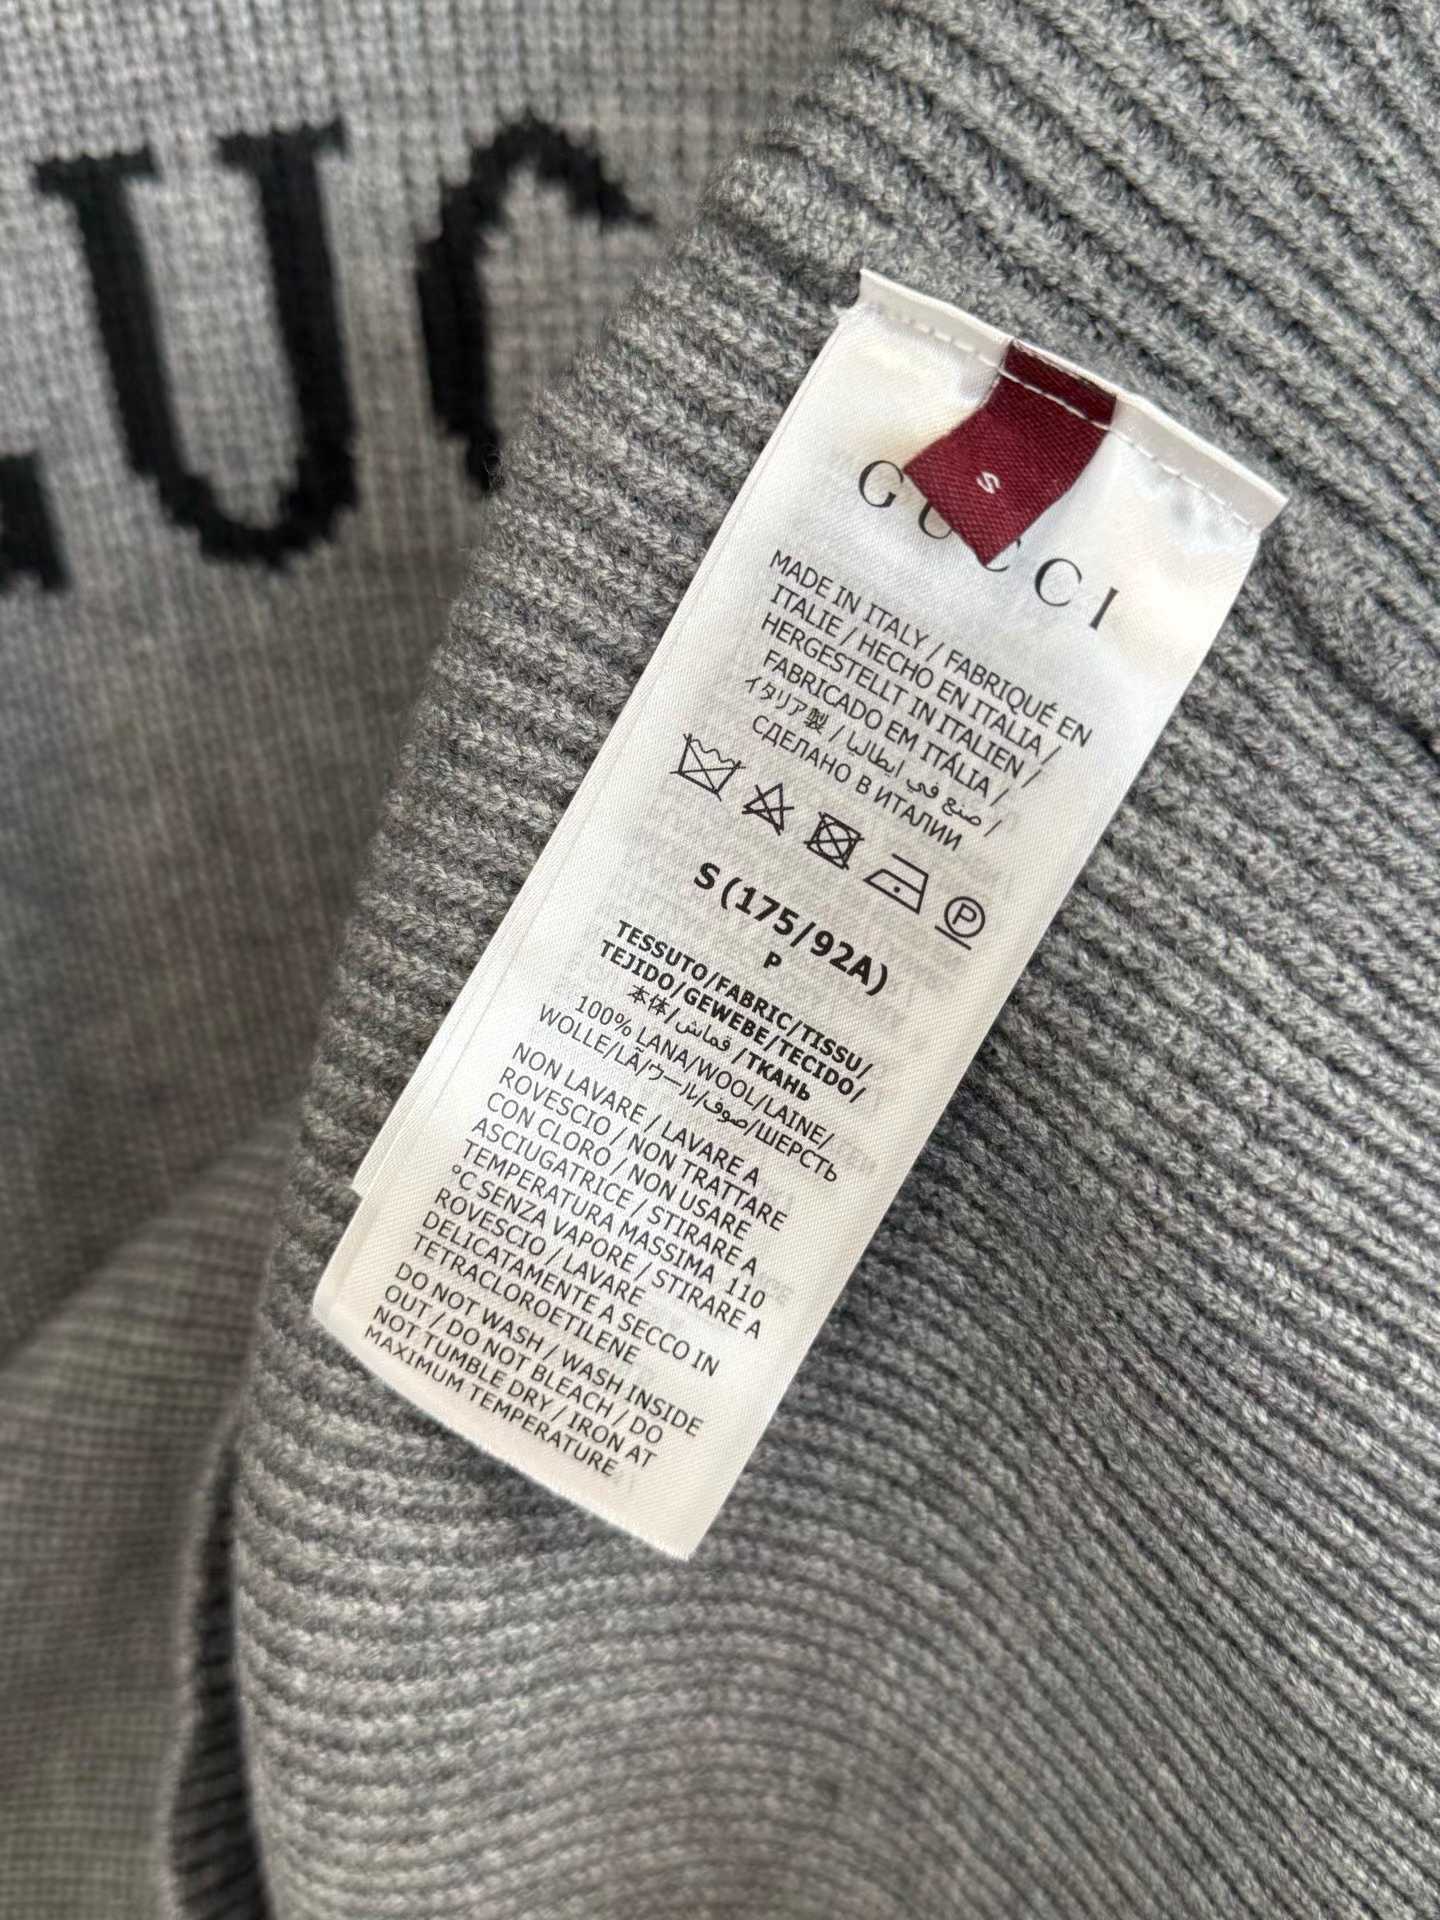 UC
S
GUCCI
MADE IN ITALY / FABRIQUÉ EN
ITALIE / HECHO EN ITALIA /
HERGESTELLT IN ITALIEN /
FABRICADO EM ITÁLIA /
イタリア製 / صنع في ايطاليا /
СДЕЛАНО В ИТАЛИИ
P
S (175/92A)
P
TESSUTO/FABRIC/TISSU/
TEJIDO/GEWEBE/TECIDO/
本体/قماش/ТКАНЬ
100% LANA/WOOL/LAINE/
WOLLE/LÃ/ウール/صوف/ШЕРСТЬ
NON LAVARE / LAVARE A
ROVESCIO / NON TRATTARE
CON CLORO / NON USARE
ASCIUGATRICE / STIRARE A
TEMPERATURA MASSIMA 110
°C SENZA VAPORE / STIRARE A
ROVESCIO / LAVARE
DELICATAMENTE A SECCO IN
TETRACLOROETILENE
DO NOT WASH / WASH INSIDE
OUT / DO NOT BLEACH / DO
NOT TUMBLE DRY / IRON AT
MAXIMUM TEMPERATURE